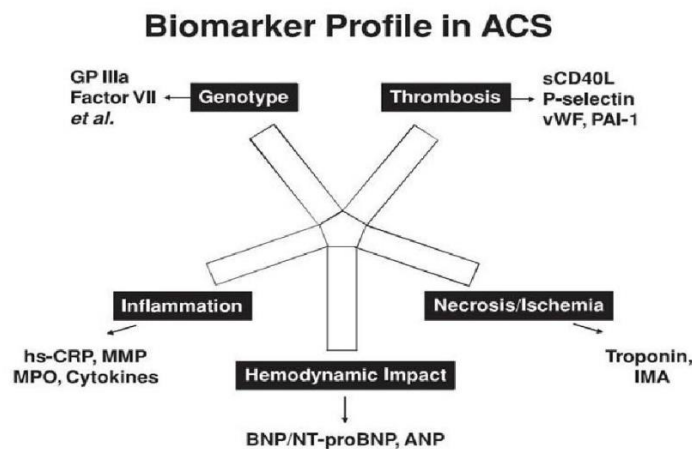 Biomarker Profile in ACS
GP IIIa
Factor VII
et al.
Genotype
Thrombosis
sCD40L
P-selectin
vWF, PAI-1
Inflammation
hs-CRP, MMP
MPO, Cytokines
Hemodynamic Impact
BNP/NT-proBNP, ANP
Necrosis/Ischemia
Troponin,
IMA